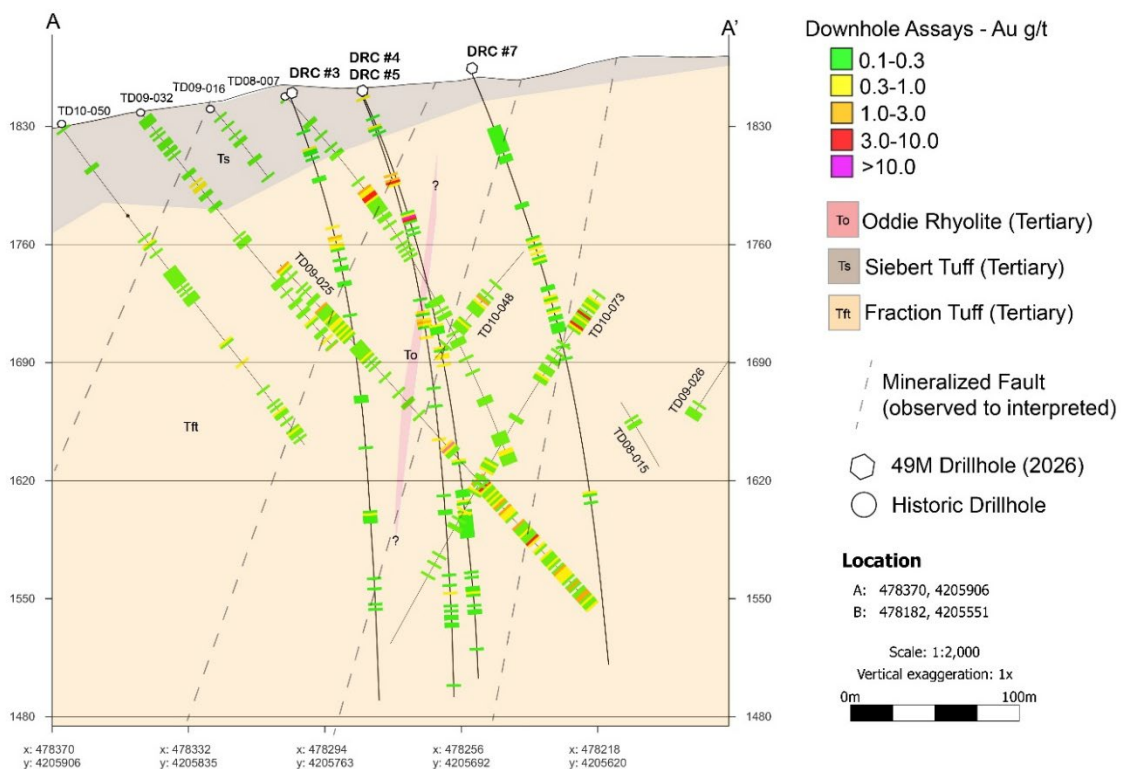 A
A'
DRC #7
DRC #4
DRC #5
DRC #3
TD08-007
TD09-016
TD09-032
TD10-050
1830
1830
Ts
?
1760
1760
TD09-025
TD10-048
TD10-073
To
1690
1690
TD09-026
TD08-015
Tft
1620
1620
?
1550
1550
1480
1480
x: 478370
y: 4205906
x: 478332
y: 4205835
x: 478294
y: 4205763
x: 478256
y: 4205692
x: 478218
y: 4205620
Downhole Assays - Au g/t
0.1-0.3
0.3-1.0
1.0-3.0
3.0-10.0
>10.0
To Oddie Rhyolite (Tertiary)
Ts Siebert Tuff (Tertiary)
Tft Fraction Tuff (Tertiary)
Mineralized Fault
(observed to interpreted)
49M Drillhole (2026)
Historic Drillhole
Location
A: 478370, 4205906
B: 478182, 4205551
Scale: 1:2,000
Vertical exaggeration: 1x
0m 100m